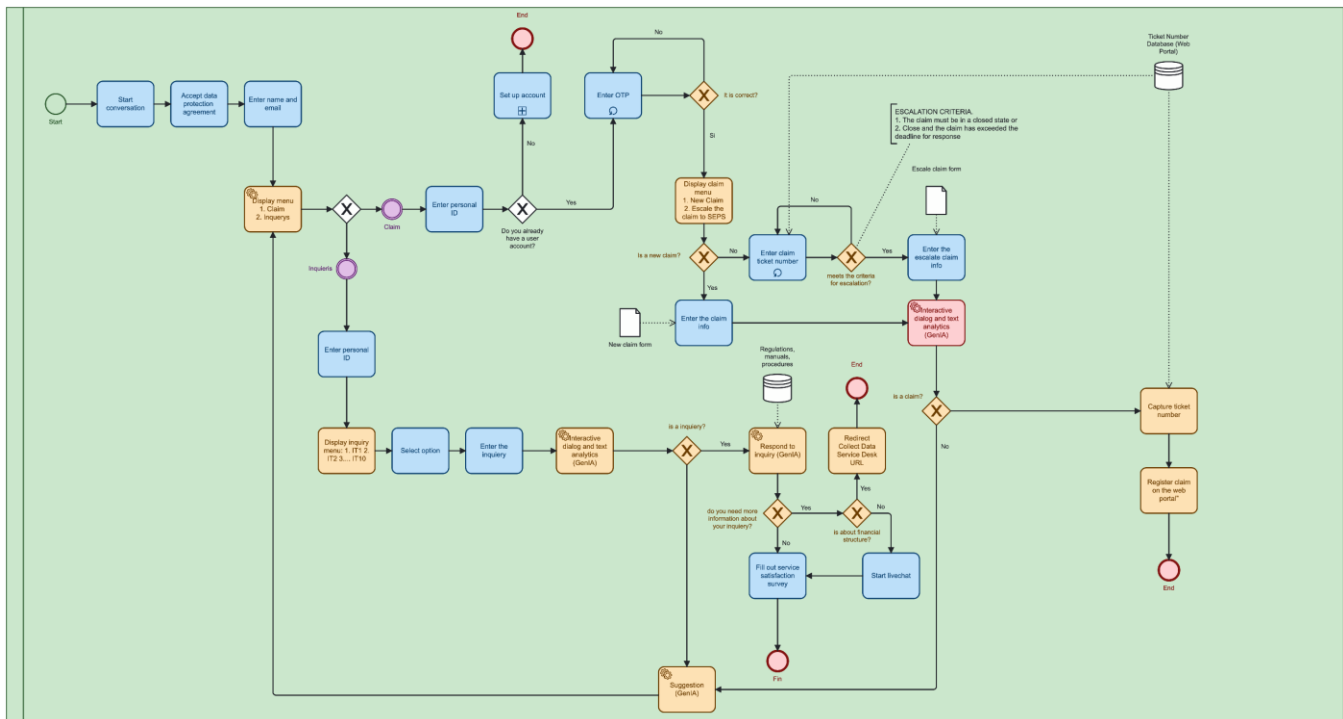 End
No
Ticket Number
Database (Web
Portal)
Start
conversation
Accept data
protection
agreement
Enter name and
email
Set up account
Enter OTP
It is correct?
Start
ESCALATION CRITERIA.
1. The claim must be in a closed state or
2. Close and the claim has exceeded the
deadline for response
No
Si
Escale claim form
Display menu
1. Claim
2. Inquerys
Claim
Enter personal
ID
Yes
Do you already
have a user
account?
Display claim
menu
1. New Claim
2. Escale the
claim to SEPS
No
Is a new claim?
No
Enter claim
ticket number
Yes
Enter the
escalate claim
info
meets the criteria
for escalation?
Inquieris
Yes
Enter the claim
info
New claim form
Interactive
dialog and text
analytics
(GenIA)
Enter personal
ID
Regulations,
manuals,
procedures
End
Is a claim?
Capture ticket
number
No
Display inquiry
menu: 1. IT1 2.
IT2 3,... IT10
Select option
Enter the
inquiery
Interactive
dialog and text
analytics
(GenIA)
Is a inquiery?
Yes
Respond to
inquiry (GenIA)
Redirect
Collect Data
Service Desk
URL
Yes
Register claim
on the web
portal"
do you need more
information about
your inquiery?
Yes
No
Is about financial
structure?
No
Fill out service
satisfaction
survey
Start livechat
End
Fin
Suggestion
(GenIA)